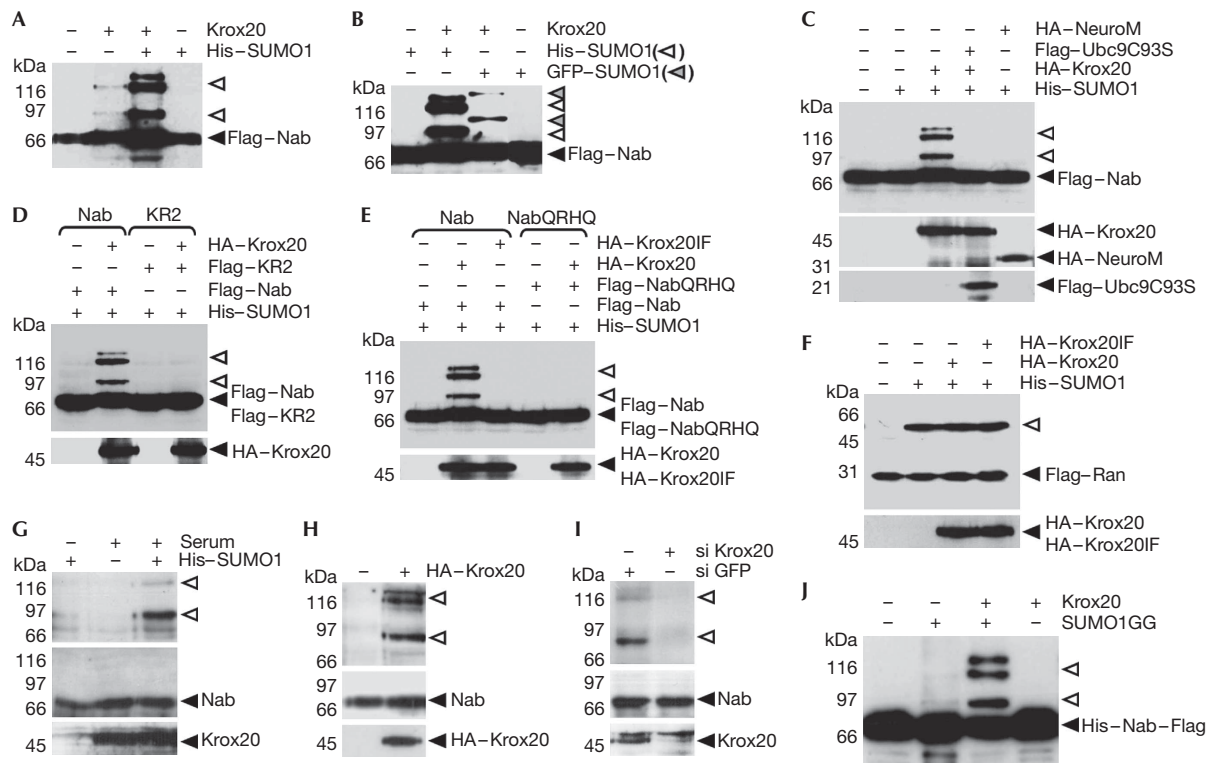 A
– + + – Krox20
– – + + His–SUMO1
kDa
116
97
66
Flag–Nab
B
– + + – Krox20
+ + – – His–SUMO1( )
– – + + GFP–SUMO1( )
kDa
116
97
66
Flag–Nab
C
– – – – + HA–NeuroM
– – – + – Flag–Ubc9C93S
– – + + – HA–Krox20
– + + + + His–SUMO1
kDa
116
97
66
Flag–Nab
45
HA–Krox20
31
HA–NeuroM
21
Flag–Ubc9C93S
D
Nab KR2
– + – + HA–Krox20
– – + + Flag–KR2
+ + – – Flag–Nab
+ + + + His–SUMO1
kDa
116
97
66
Flag–Nab
Flag–KR2
45
HA–Krox20
E
Nab NabQRHQ
– – + – – HA–Krox20IF
– + – – + HA–Krox20
– – – + + Flag–NabQRHQ
+ + + – – Flag–Nab
+ + + + + His–SUMO1
kDa
116
97
66
Flag–Nab
Flag–NabQRHQ
45
HA–Krox20
HA–Krox20IF
F
– – – + HA–Krox20IF
– – + – HA–Krox20
– + + + His–SUMO1
kDa
66
45
31
Flag–Ran
45
HA–Krox20
HA–Krox20IF
G
– + + Serum
+ – + His–SUMO1
kDa
116
97
66
116
97
66
Nab
45
Krox20
H
– + HA–Krox20
kDa
116
97
66
97
66
Nab
45
HA–Krox20
I
– + si Krox20
+ – si GFP
kDa
116
97
66
97
66
Nab
45
Krox20
J
– – + + Krox20
– + + – SUMO1GG
kDa
116
97
66
His–Nab–Flag